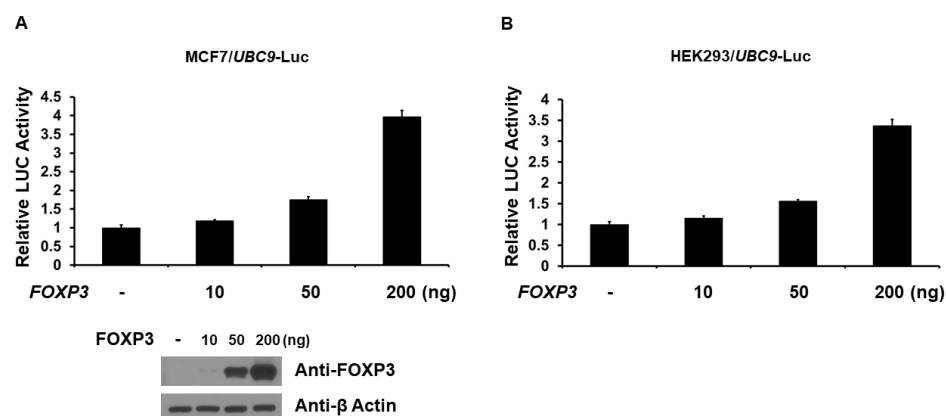 A
MCF7/UBC9-Luc
Relative LUC Activity
4.5
4
3.5
3
2.5
2
1.5
1
0.5
0
FOXP3 - 10 50 200 (ng)
FOXP3 - 10 50 200 (ng)
Anti-FOXP3
Anti-β Actin
B
HEK293/UBC9-Luc
Relative LUC Activity
4
3.5
3
2.5
2
1.5
1
0.5
0
FOXP3 - 10 50 200 (ng)